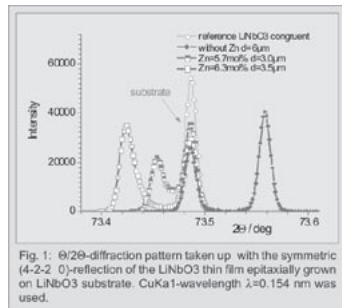 reference LiNbO3 congruent
without Zn d=6μm
Zn=5.7mol% d=3.0μm
Zn=6.3mol% d=3.5μm
substrate
Intensity
60000
40000
20000
0
73.4
73.5
73.6
2Θ / deg
Fig. 1: Θ/2Θ-diffraction pattern taken up with the symmetric
(4-2-2 0)-reflection of the LiNbO3 thin film epitaxially grown
on LiNbO3 substrate. CuKa1-wavelength λ=0.154 nm was
used.